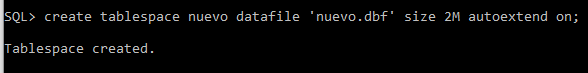 SQL> create tablespace nuevo datafile 'nuevo.dbf' size 2M autoextend on;
Tablespace created.